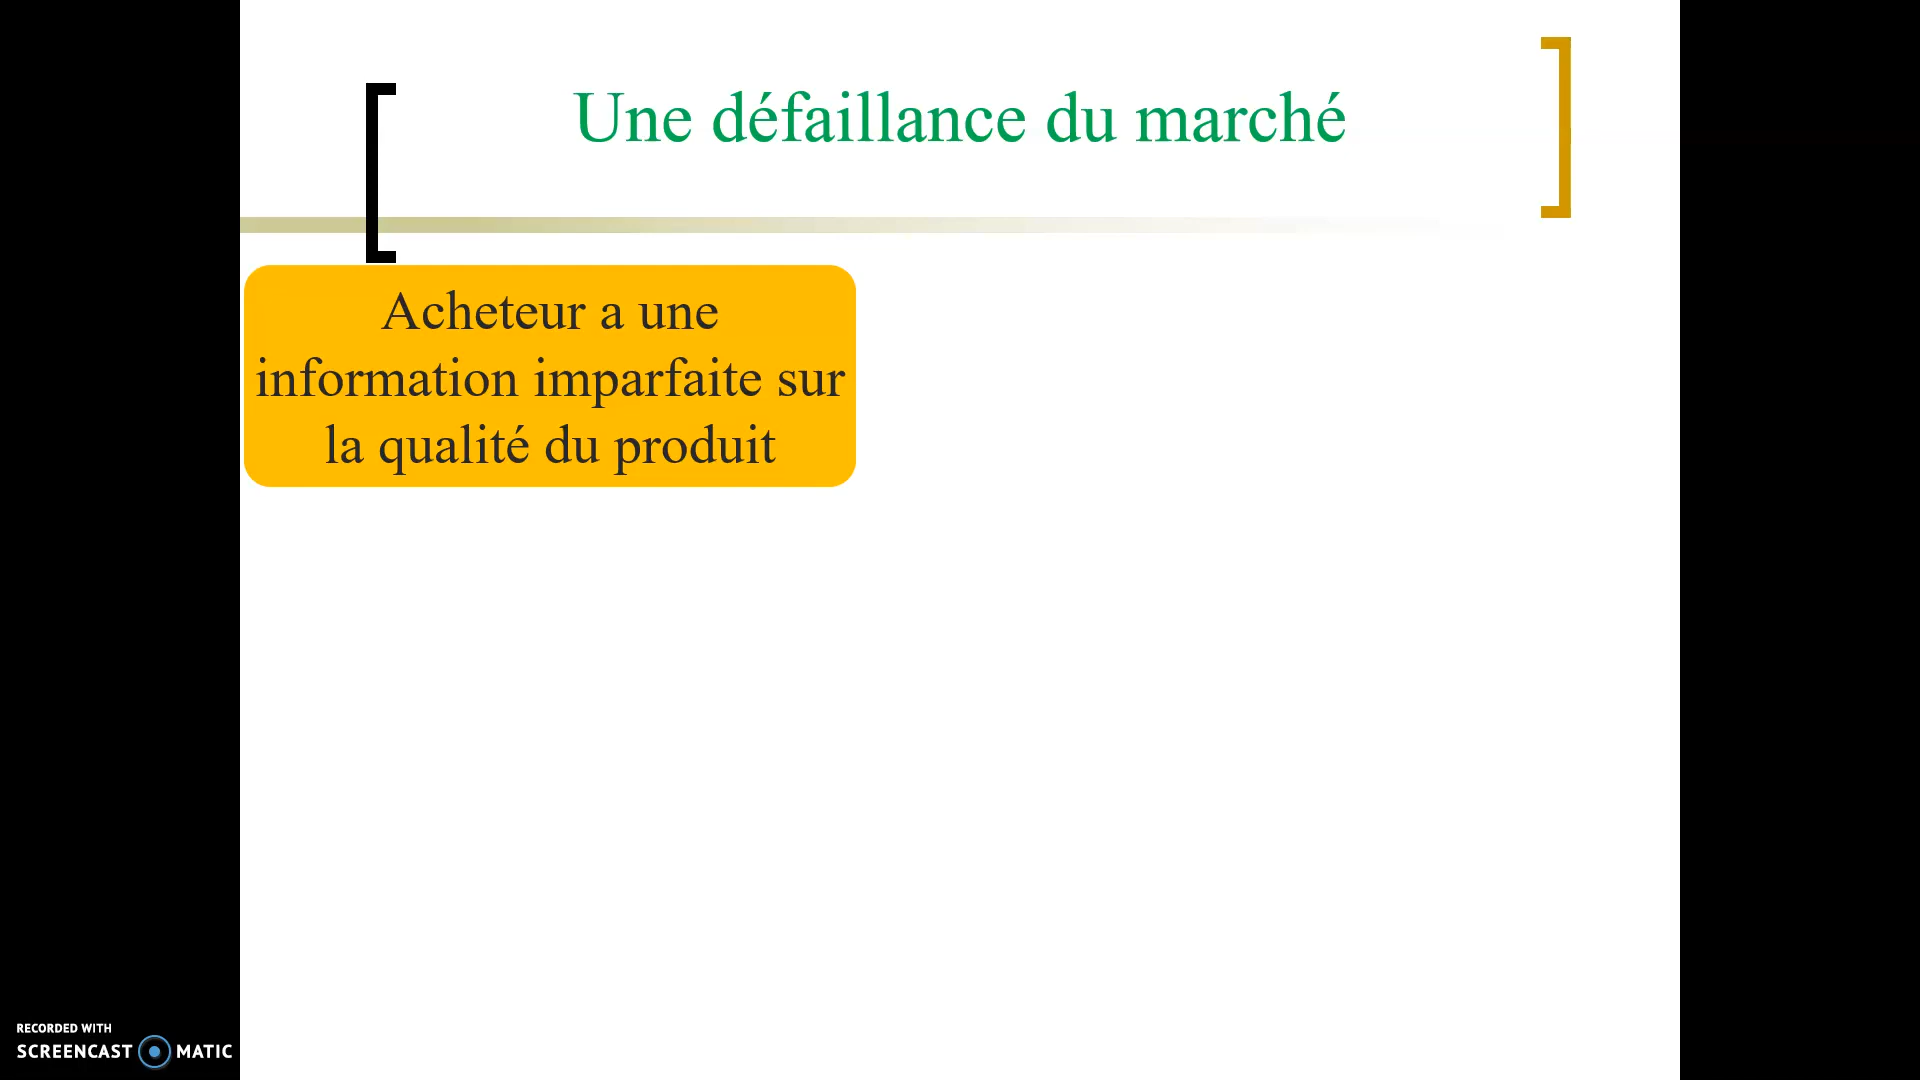 Une défaillance du marché
Acheteur a une
information imparfaite sur
la qualité du produit
RECORDED WITH
SCREENCAST MATIC